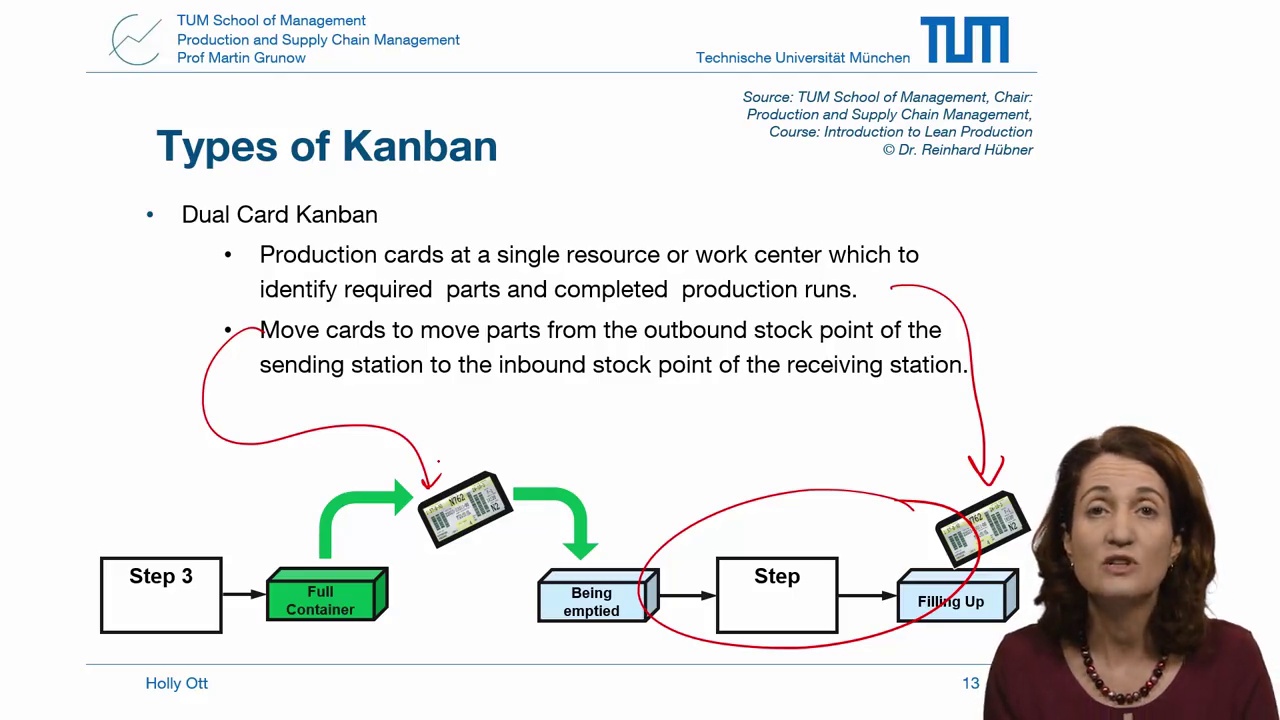 TUM School of Management
Production and Supply Chain Management
Prof Martin Grunow
Technische Universität München
TUM
Source: TUM School of Management, Chair:
Production and Supply Chain Management,
Course: Introduction to Lean Production
© Dr. Reinhard Hübner
Types of Kanban
• Dual Card Kanban
• Production cards at a single resource or work center which to
identify required parts and completed production runs.
• Move cards to move parts from the outbound stock point of the
sending station to the inbound stock point of the receiving station.
N762
N2
N762
N2
Step 3
Full
Container
Being
emptied
Step
Filling Up
Holly Ott
13